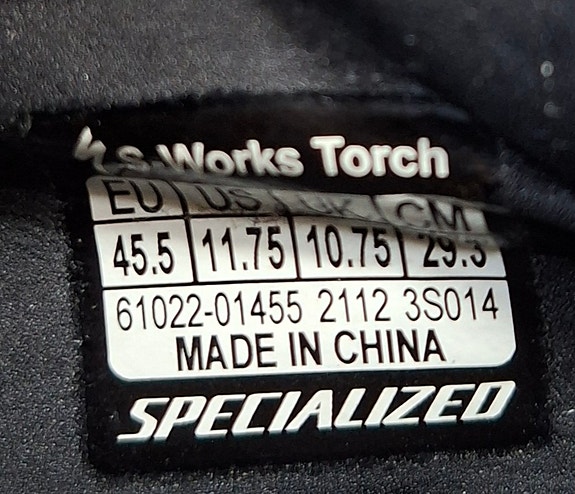 S-Works Torch
EU US UK CM
45.5 11.75 10.75 29.3
61022-01455 2112 3S014
MADE IN CHINA
SPECIALIZED